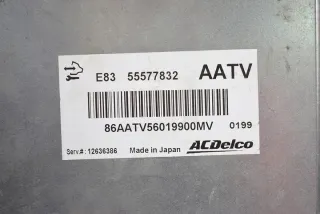 E83 55577832 AATV
86AATV56019900MV 0199
Serv.#: 12636386 Made in Japan ACDelco